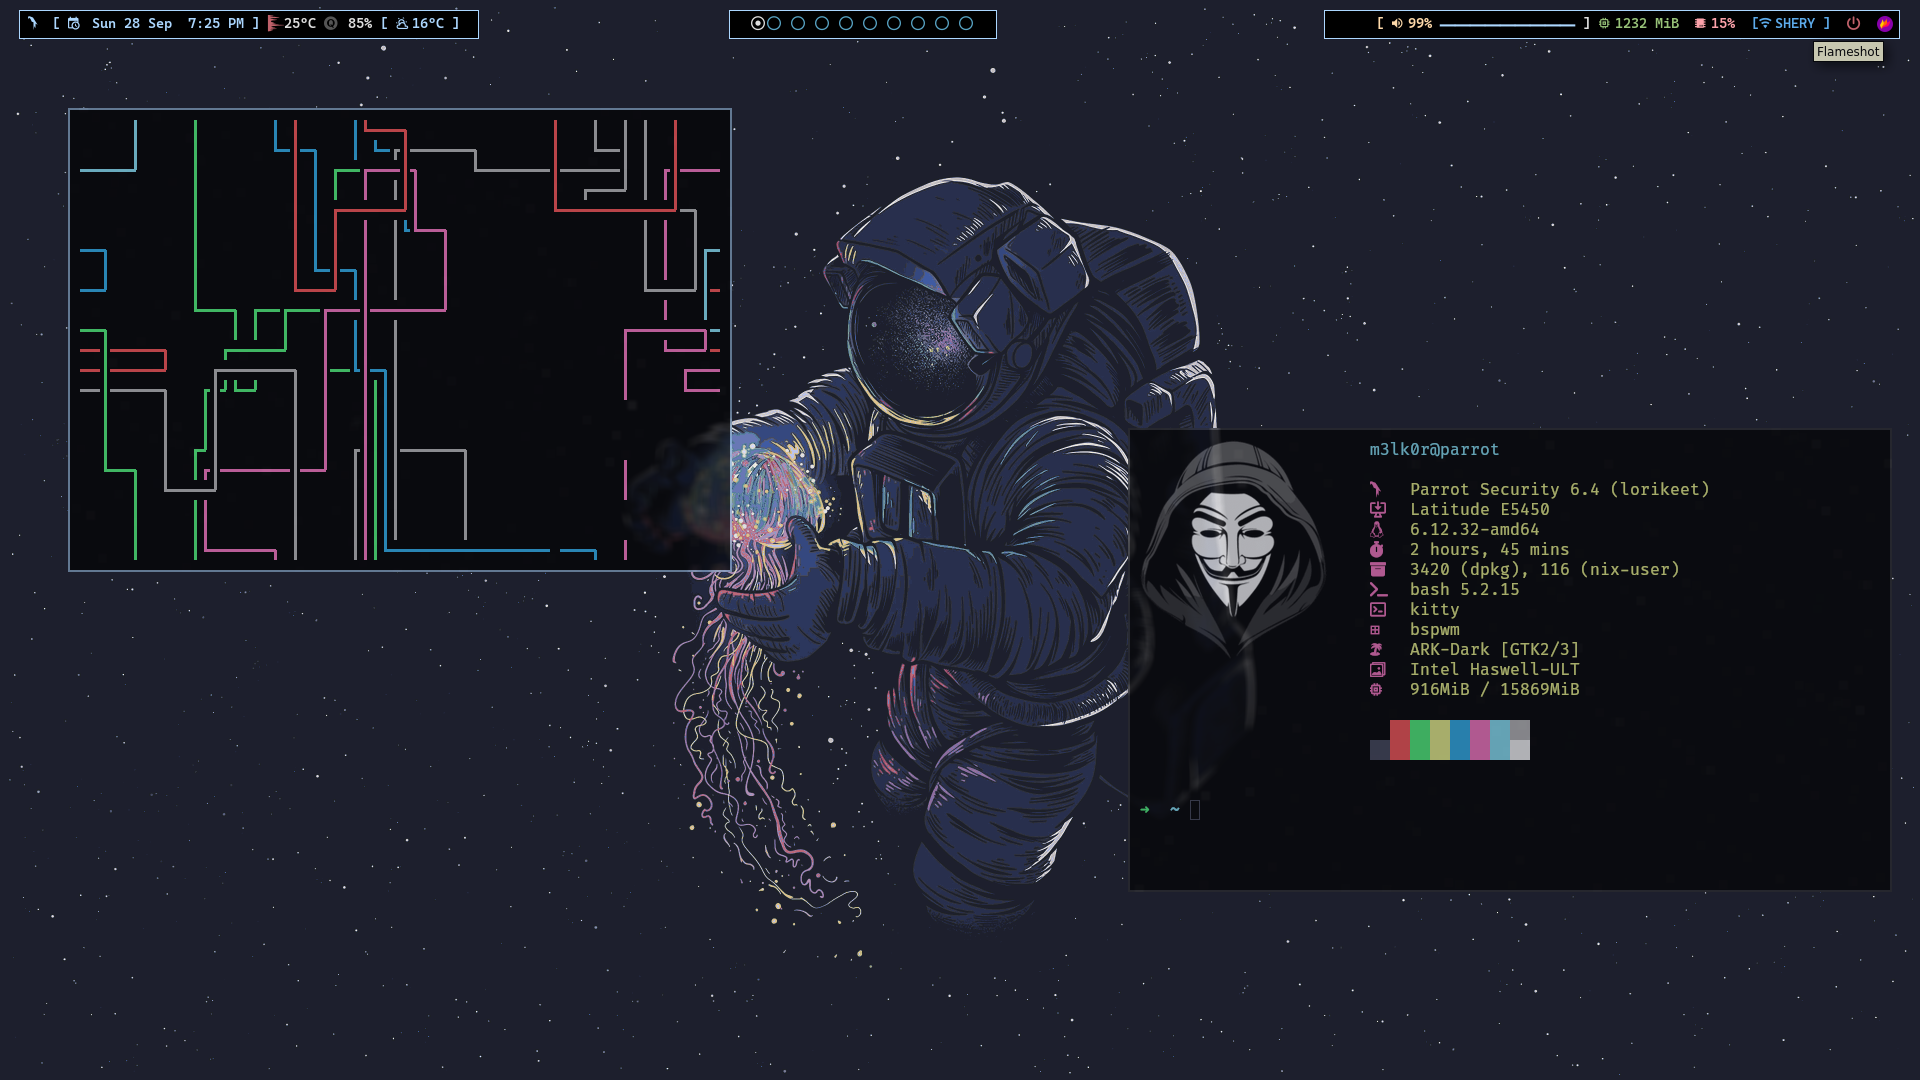 [ Sun 28 Sep 7:25 PM ] 25°C 85% [ 16°C ]
[ 99% ] 1232 MiB 15% [ SHERY ]
Flameshot
m3lk0r@parrot
Parrot Security 6.4 (lorikeet)
Latitude E5450
6.12.32-amd64
2 hours, 45 mins
3420 (dpkg), 116 (nix-user)
bash 5.2.15
kitty
bspwm
ARK-Dark [GTK2/3]
Intel Haswell-ULT
916MiB / 15869MiB
➜ ~